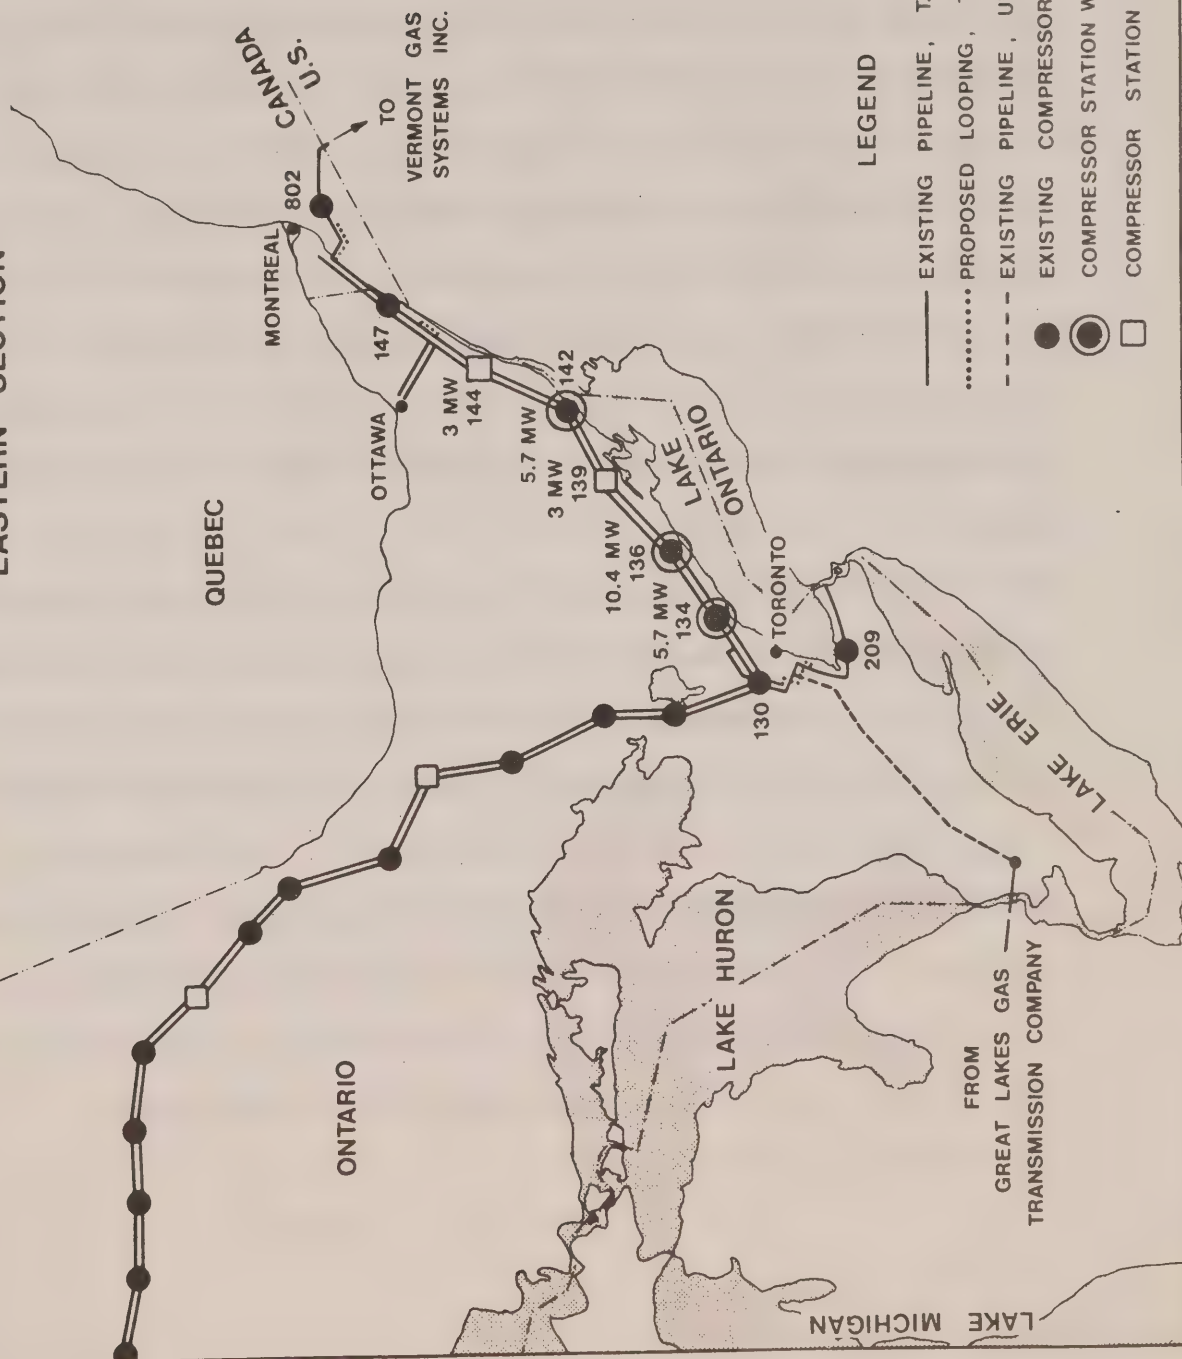 EASTERN SECTION
CANADA
U.S.
TO
VERMONT GAS
SYSTEMS INC.
802
MONTREAL
147
OTTAWA
3 MW
144
142
5.7 MW
3 MW
139
10.4 MW
136
5.7 MW
134
QUEBEC
LAKE
ONTARIO
TORONTO
209
130
LAKE ERIE
LAKE HURON
ONTARIO
FROM
GREAT LAKES GAS
TRANSMISSION COMPANY
LAKE MICHIGAN
LEGEND
EXISTING PIPELINE,
PROPOSED LOOPING,
EXISTING PIPELINE,
EXISTING COMPRESSOR
COMPRESSOR STATION
COMPRESSOR STATION